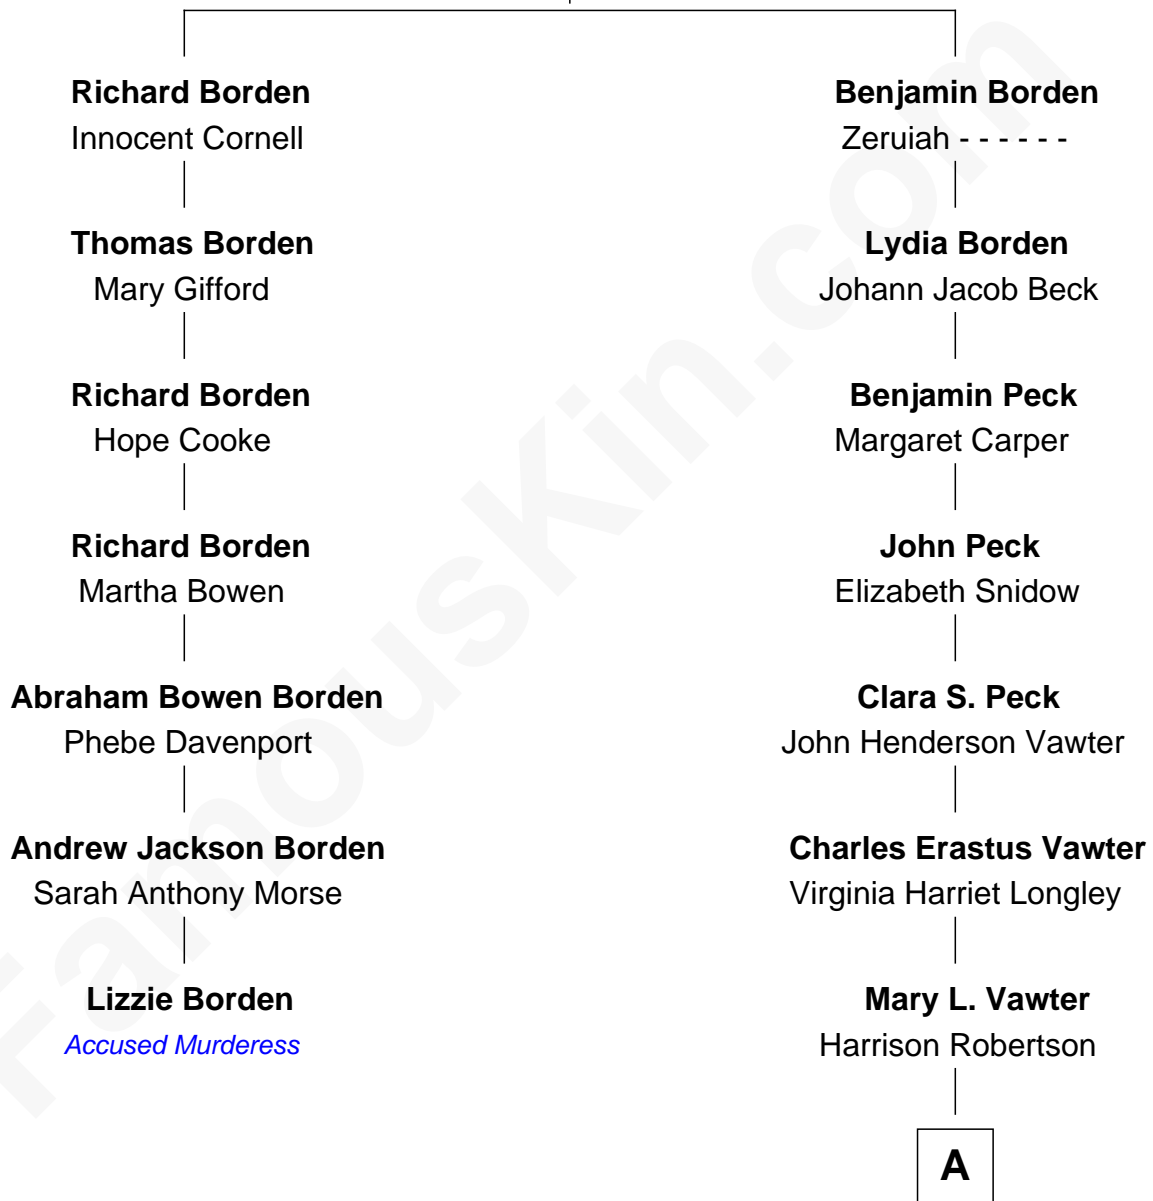 Richard Borden
Innocent Cornell
Thomas Borden
Mary Gifford
Richard Borden
Hope Cooke
Richard Borden
Martha Bowen
Abraham Bowen Borden
Phebe Davenport
Andrew Jackson Borden
Sarah Anthony Morse
Lizzie Borden
Accused Murderess
Benjamin Borden
Zeruiah - - - - - -
Lydia Borden
Johann Jacob Beck
Benjamin Peck
Margaret Carper
John Peck
Elizabeth Snidow
Clara S. Peck
John Henderson Vawter
Charles Erastus Vawter
Virginia Harriet Longley
Mary L. Vawter
Harrison Robertson
A
FamousKin.com